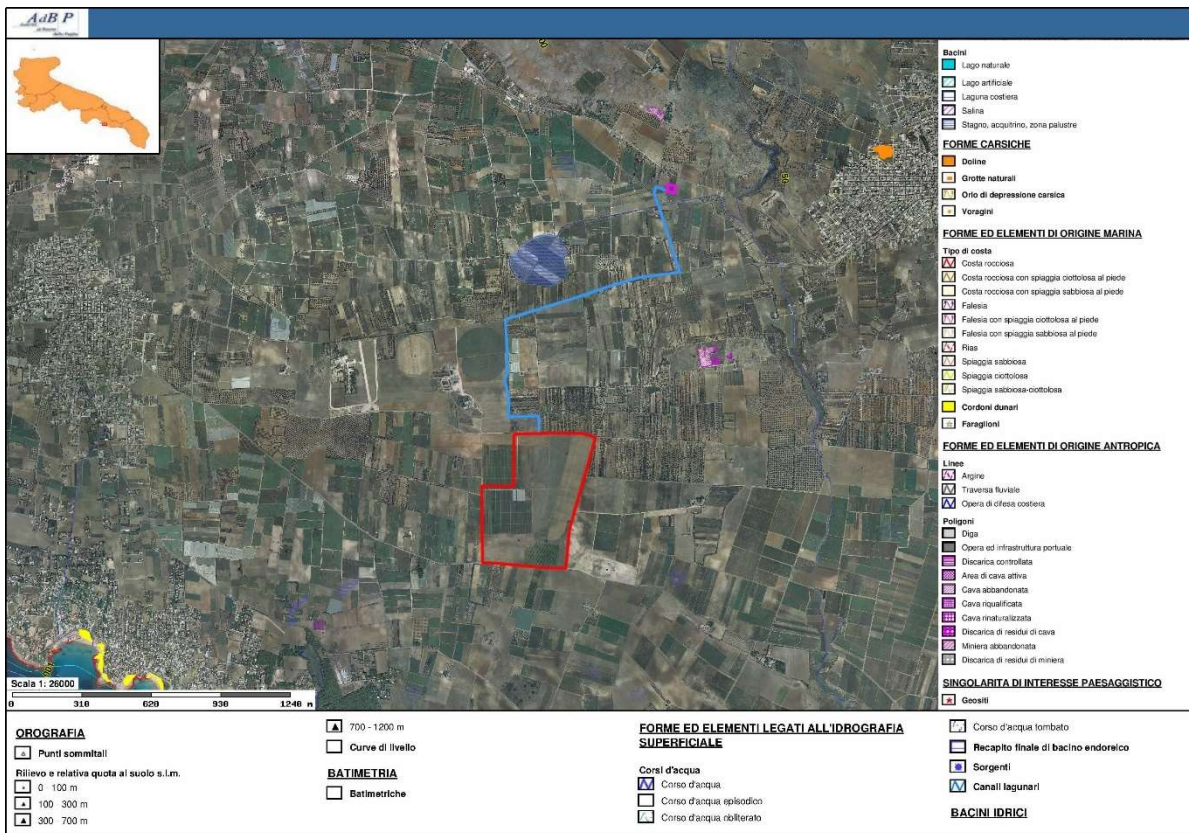 AdB P
Bacini
Lago naturale
Lago artificiale
Laguna costiera
Salina
Stagno, acquitrino, zona palustre
FORME CARSICHE
Doline
Grotte naturali
Orlo di depressione carsica
Voragini
FORME ED ELEMENTI DI ORIGINE MARINA
Tipo di costa
Costa rocciosa
Costa rocciosa con spiaggia ciottolosa al piede
Costa rocciosa con spiaggia sabbiosa al piede
Falesia
Falesia con spiaggia ciottolosa al piede
Falesia con spiaggia sabbiosa al piede
Rias
Spiaggia sabbiosa
Spiaggia ciottolosa
Spiaggia sabbiosa-ciottolosa
Cordoni dunari
Faraglioni
FORME ED ELEMENTI DI ORIGINE ANTROPICA
Linee
Argine
Traversa fluviale
Opera di difesa costiera
Poligoni
Diga
Opera ed infrastruttura portuale
Discarica controllata
Area di cava attiva
Cava abbandonata
Cava riqualificata
Cava rinaturalizzata
Discarica di residui di cava
Miniera abbandonata
Discarica di residui di miniera
SINGOLARITA DI INTERESSE PAESAGGISTICO
Geositi
50
Scala 1: 26000
0 310 620 930 1240 m
OROGRAFIA
Punti sommitali
Rilievo e relativa quota al suolo s.l.m.
0 - 100 m
100 - 300 m
300 - 700 m
700 - 1200 m
Curve di livello
BATIMETRIA
Batimetriche
FORME ED ELEMENTI LEGATI ALL'IDROGRAFIA
SUPERFICIALE
Corsi d'acqua
Corso d'acqua
Corso d'acqua episodico
Corso d'acqua obliterato
Corso d'acqua tombato
Recapito finale di bacino endoreico
Sorgenti
Canali lagunari
BACINI IDRICI